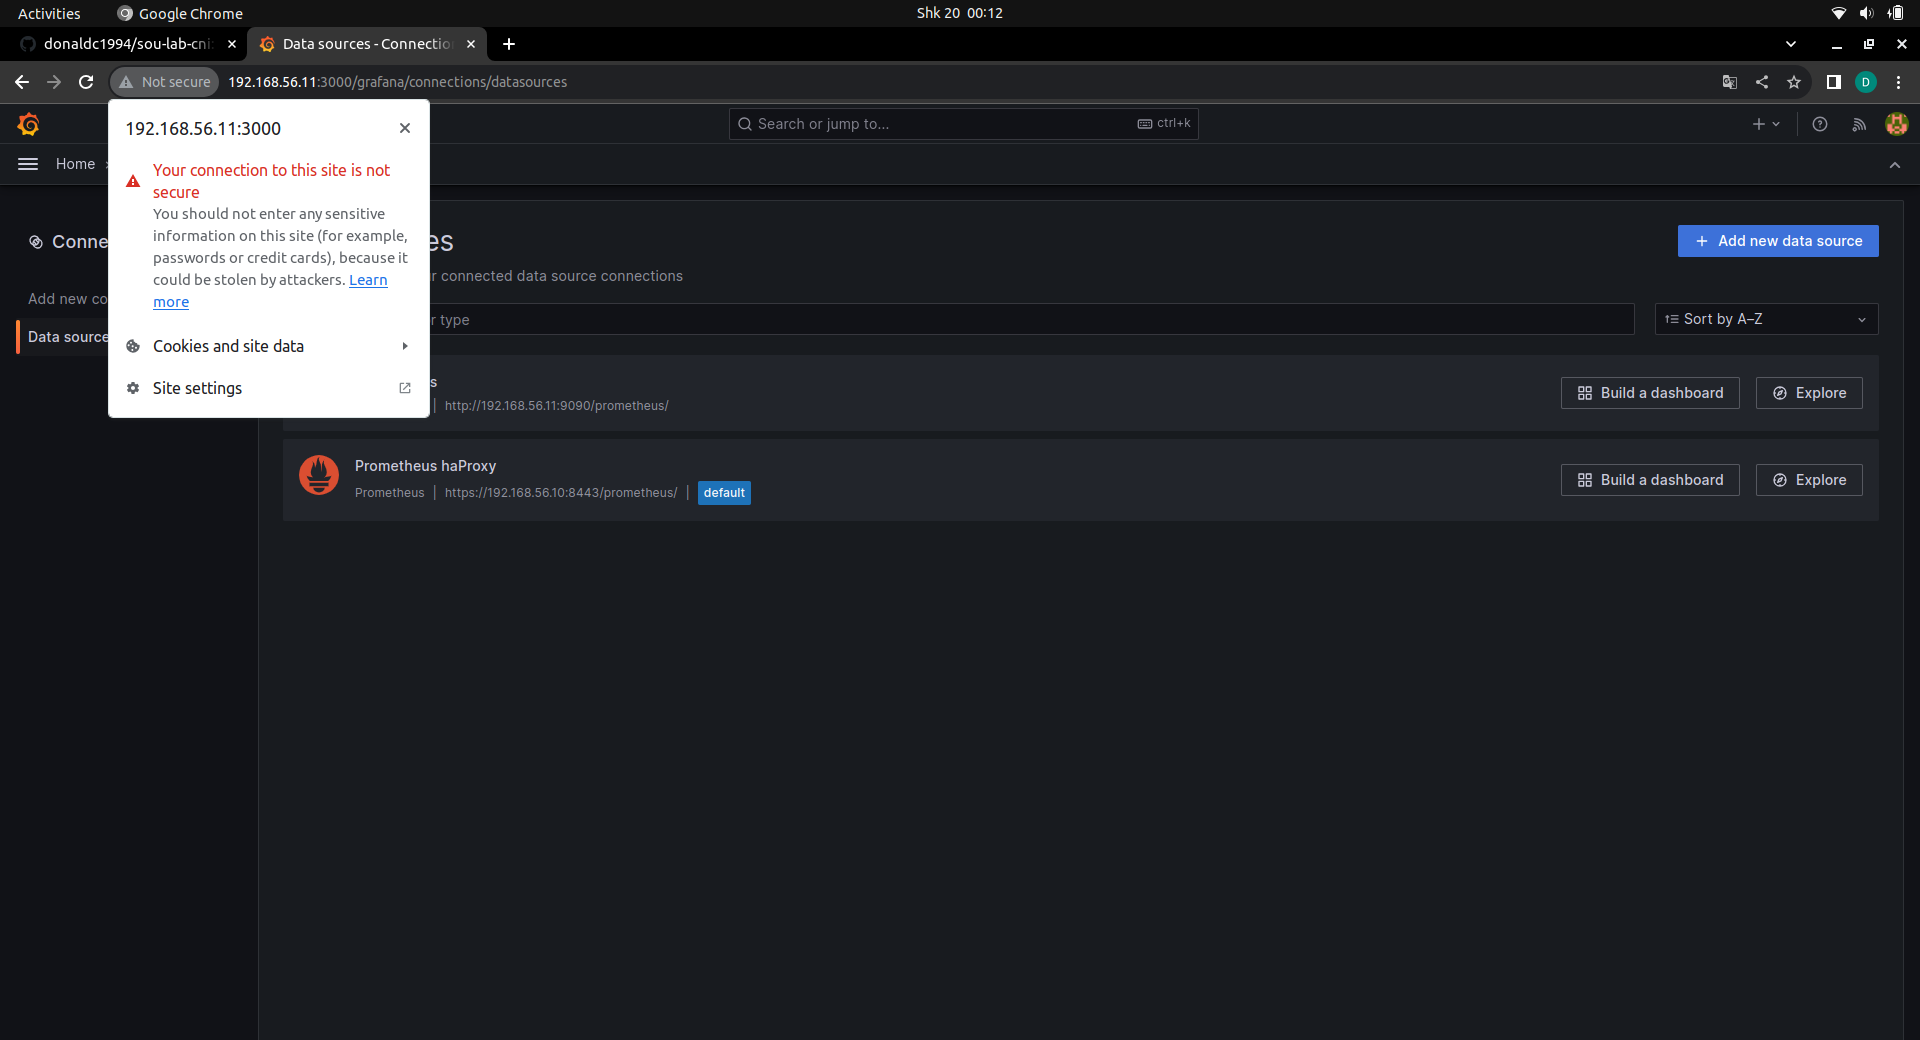 Activities
Google Chrome
Shk 20 00:12
donaldc1994/sou-lab-cni
Data sources - Connectio
Not secure
192.168.56.11:3000/grafana/connections/datasources
D
192.168.56.11:3000
Your connection to this site is not
secure
You should not enter any sensitive
information on this site (for example,
passwords or credit cards), because it
could be stolen by attackers. Learn
more
Cookies and site data
Site settings
Search or jump to...
ctrl+k
Home
Conne
Add new co
Data source
es
r connected data source connections
Add new data source
r type
Sort by A–Z
s
| http://192.168.56.11:9090/prometheus/
Build a dashboard
Explore
Prometheus haProxy
Prometheus | https://192.168.56.10:8443/prometheus/ | default
Build a dashboard
Explore